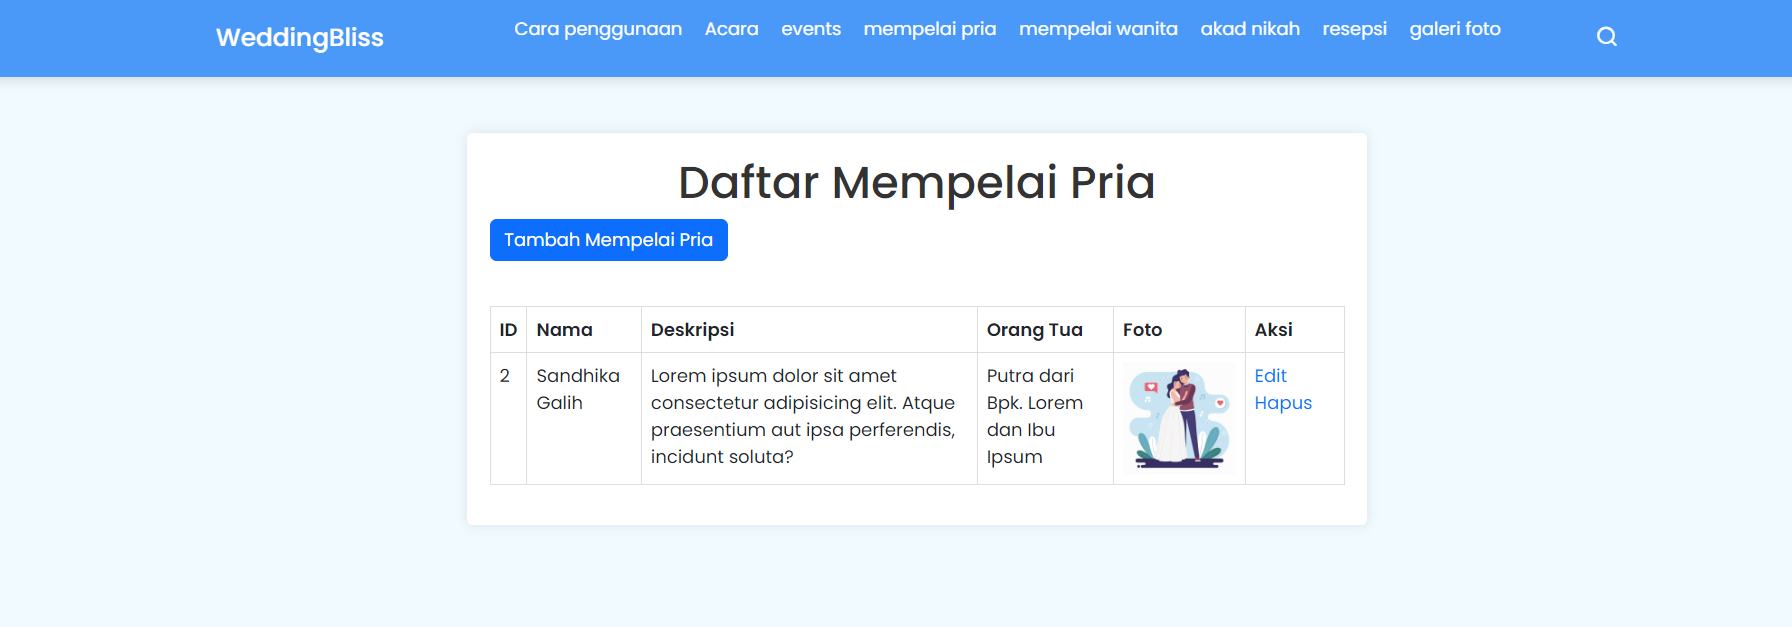 WeddingBliss
Cara penggunaan Acara events mempelai pria mempelai wanita akad nikah resepsi galeri foto
Daftar Mempelai Pria
Tambah Mempelai Pria
ID Nama Deskripsi Orang Tua Foto Aksi
2
Sandhika
Galih
Lorem ipsum dolor sit amet
consectetur adipisicing elit. Atque
praesentium aut ipsa perferendis,
incidunt soluta?
Putra dari
Bpk. Lorem
dan Ibu
Ipsum
Edit
Hapus